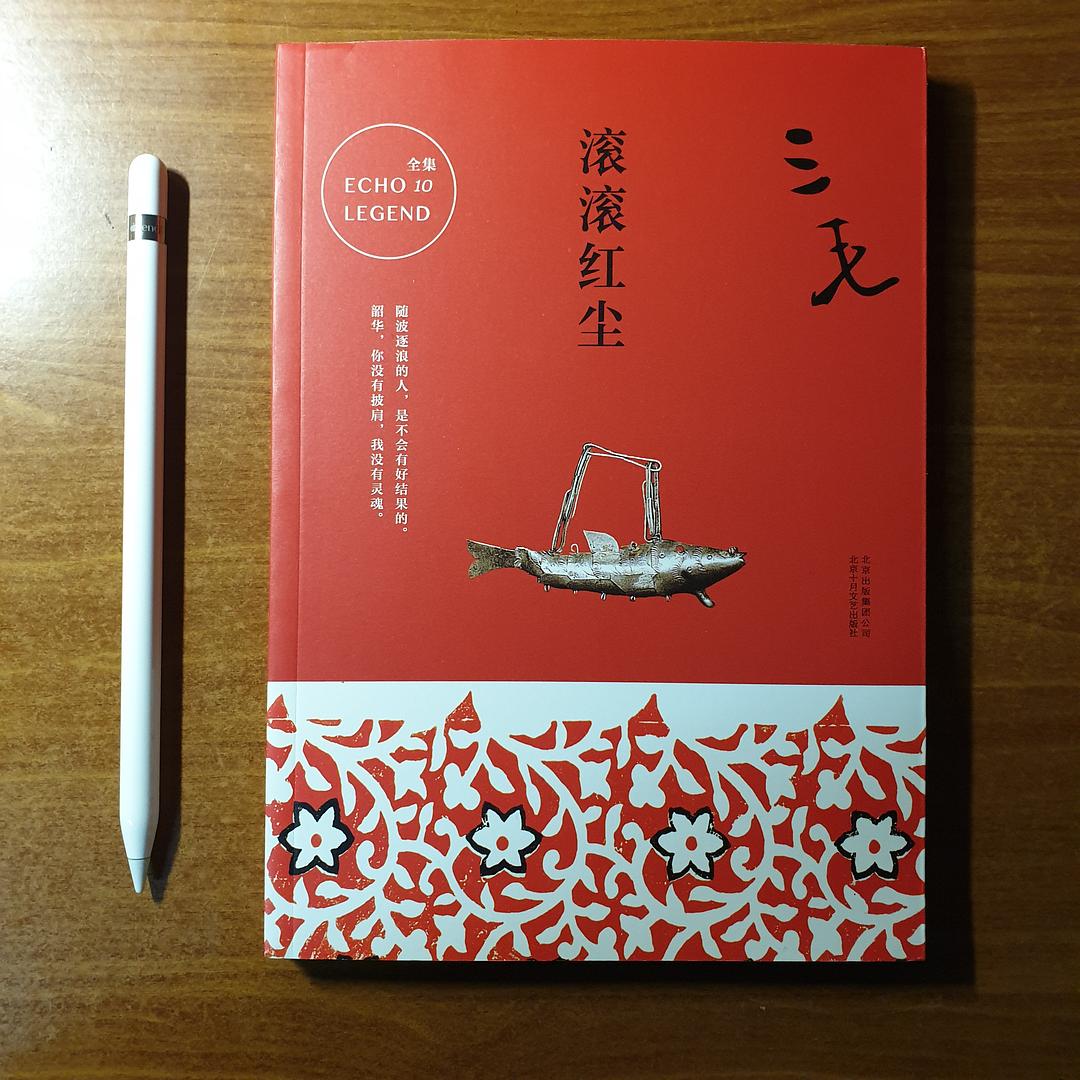 全集
ECHO 10
LEGEND
滚滚红尘
三毛
随波逐浪的人，是不会有好结果的。
韶华，你没有披肩，我没有灵魂。
北京出版集团公司
北京十月文艺出版社